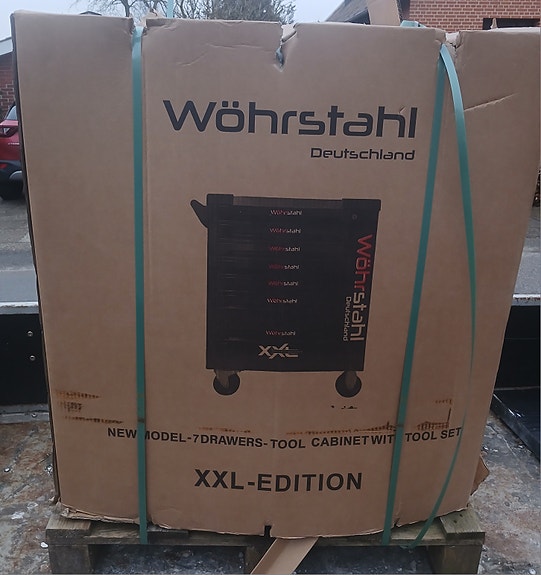 Wöhrstahl
Deutschland
Wöhrstahl
Wöhrstahl
Wöhrstahl
Wöhrstahl
Wöhrstahl
Wöhrstahl
Wöhrstahl
XXL
Wöhrstahl
Deutschland
NEW MODEL-7DRAWERS-TOOL CABINET WITH TOOL SET
XXL-EDITION